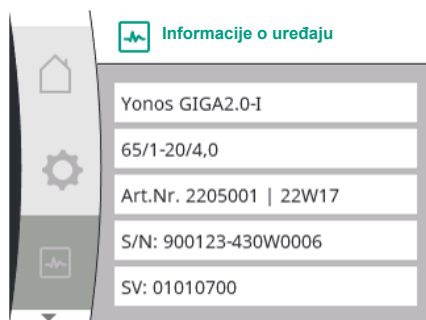 Informacije o uređaju
Yonos GIGA2.0-I
65/1-20/4,0
Art.Nr. 2205001 | 22W17
S/N: 900123-430W0006
SV: 01010700